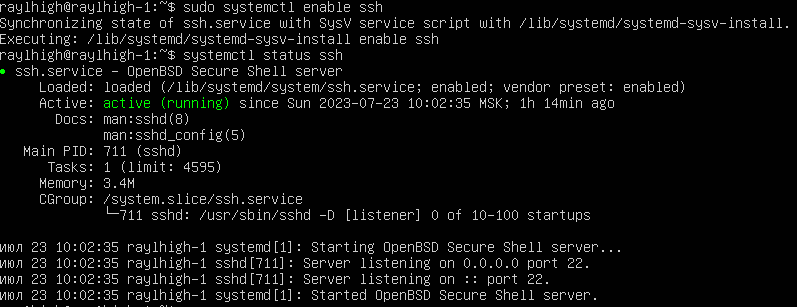 raylhigh@raylhigh-1:~$ sudo systemctl enable ssh
Synchronizing state of ssh.service with SysV service script with /lib/systemd/systemd-sysv-install.
Executing: /lib/systemd/systemd-sysv-install enable ssh
raylhigh@raylhigh-1:~$ systemctl status ssh
● ssh.service - OpenBSD Secure Shell server
Loaded: loaded (/lib/systemd/system/ssh.service; enabled; vendor preset: enabled)
Active: active (running) since Sun 2023-07-23 10:02:35 MSK; 1h 14min ago
Docs: man:sshd(8)
man:sshd_config(5)
Main PID: 711 (sshd)
Tasks: 1 (limit: 4595)
Memory: 3.4M
CGroup: /system.slice/ssh.service
└─711 sshd: /usr/sbin/sshd -D [listener] 0 of 10-100 startups
июл 23 10:02:35 raylhigh-1 systemd[1]: Starting OpenBSD Secure Shell server...
июл 23 10:02:35 raylhigh-1 sshd[711]: Server listening on 0.0.0.0 port 22.
июл 23 10:02:35 raylhigh-1 sshd[711]: Server listening on :: port 22.
июл 23 10:02:35 raylhigh-1 systemd[1]: Started OpenBSD Secure Shell server.